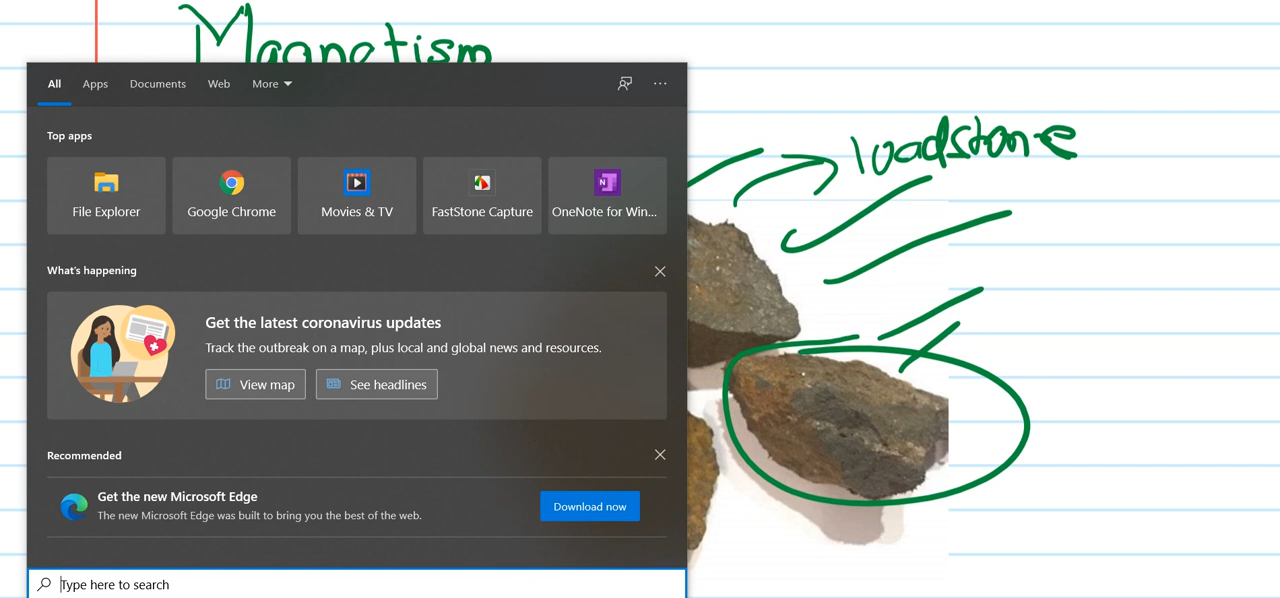 Magnetism
All Apps Documents Web More
Top apps
File Explorer Google Chrome Movies & TV FastStone Capture OneNote for Win...
What's happening
Get the latest coronavirus updates
Track the outbreak on a map, plus local and global news and resources.
View map See headlines
Recommended
Get the new Microsoft Edge
The new Microsoft Edge was built to bring you the best of the web.
Download now
Type here to search
loadstone